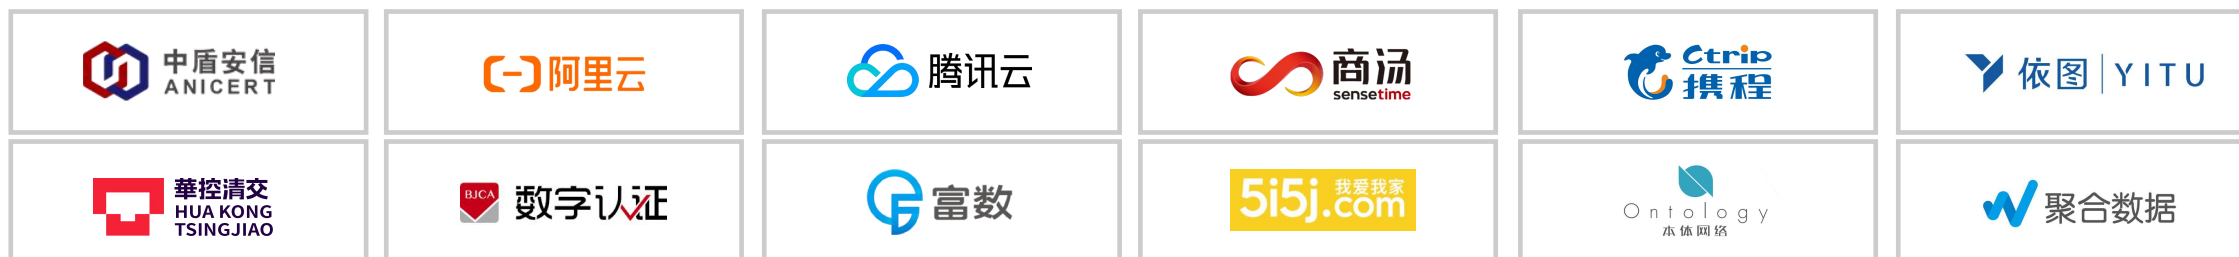 中盾安信
ANICERT
阿里云
腾讯云
商汤
sensetime
Ctrip
携程
依图 | YITU
華控清交
HUA KONG
TSINGJIAO
BJCA
数字认证
富数
5i5j.com
我爱我家
Ontology
本体网络
聚合数据